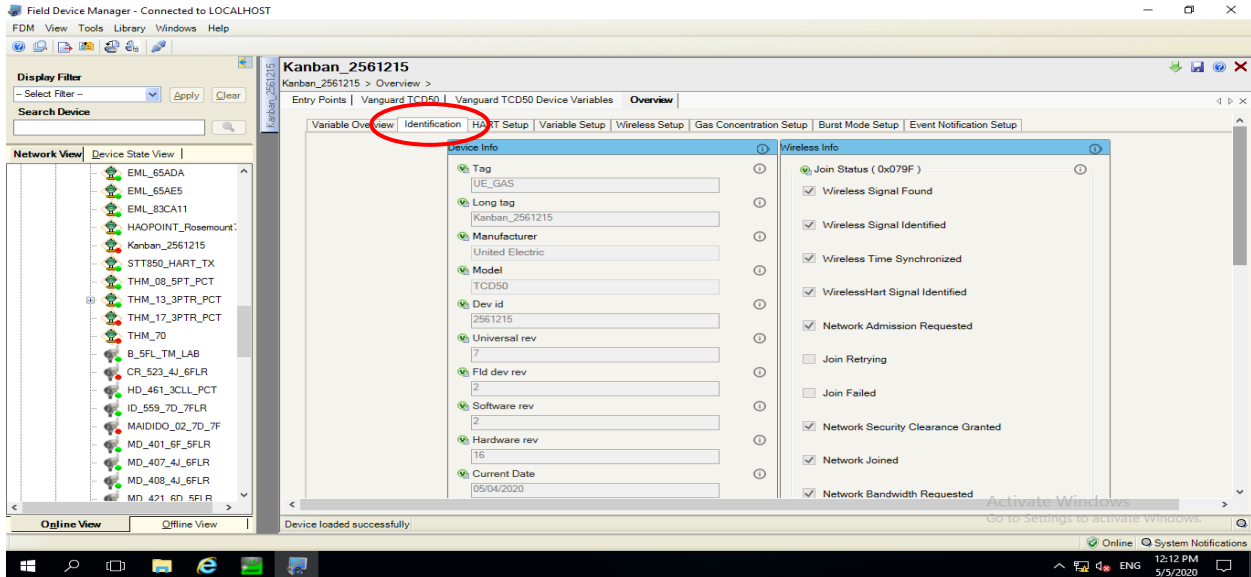 Field Device Manager - Connected to LOCALHOST
FDM View Tools Library Windows Help
Display Filter
-- Select Filter --
Apply Clear
Search Device
Network View Device State View
EML_65ADA
EML_65AE5
EML_83CA11
HAOPOINT_Rosemount
Kanban_2561215
STT850_HART_TX
THM_08_5PT_PCT
THM_13_3PTR_PCT
THM_17_3PTR_PCT
THM_70
B_5FL_TM_LAB
CR_523_4J_6FLR
HD_461_3CLL_PCT
ID_559_7D_7FLR
MAIDIDO_02_7D_7F
MD_401_6F_5FLR
MD_407_4J_6FLR
MD_408_4J_6FLR
MD_421_6D_5FLR
Online View Offline View
Kanban_2561215
Kanban_2561215
Kanban_2561215 > Overview >
Entry Points Vanguard TCD50 Vanguard TCD50 Device Variables Overview
Variable Overview Identification HART Setup Variable Setup Wireless Setup Gas Concentration Setup Burst Mode Setup Event Notification Setup
Device Info
Tag
UE_GAS
Long tag
Kanban_2561215
Manufacturer
United Electric
Model
TCD50
Dev id
2561215
Universal rev
7
Fld dev rev
2
Software rev
2
Hardware rev
16
Current Date
05/04/2020
Wireless Info
Join Status ( 0x079F )
Wireless Signal Found
Wireless Signal Identified
Wireless Time Synchronized
WirelessHart Signal Identified
Network Admission Requested
Join Retrying
Join Failed
Network Security Clearance Granted
Network Joined
Network Bandwidth Requested
Activate Windows
Go to Settings to activate Windows.
Device loaded successfully
Online System Notifications
ENG
12:12 PM
5/5/2020